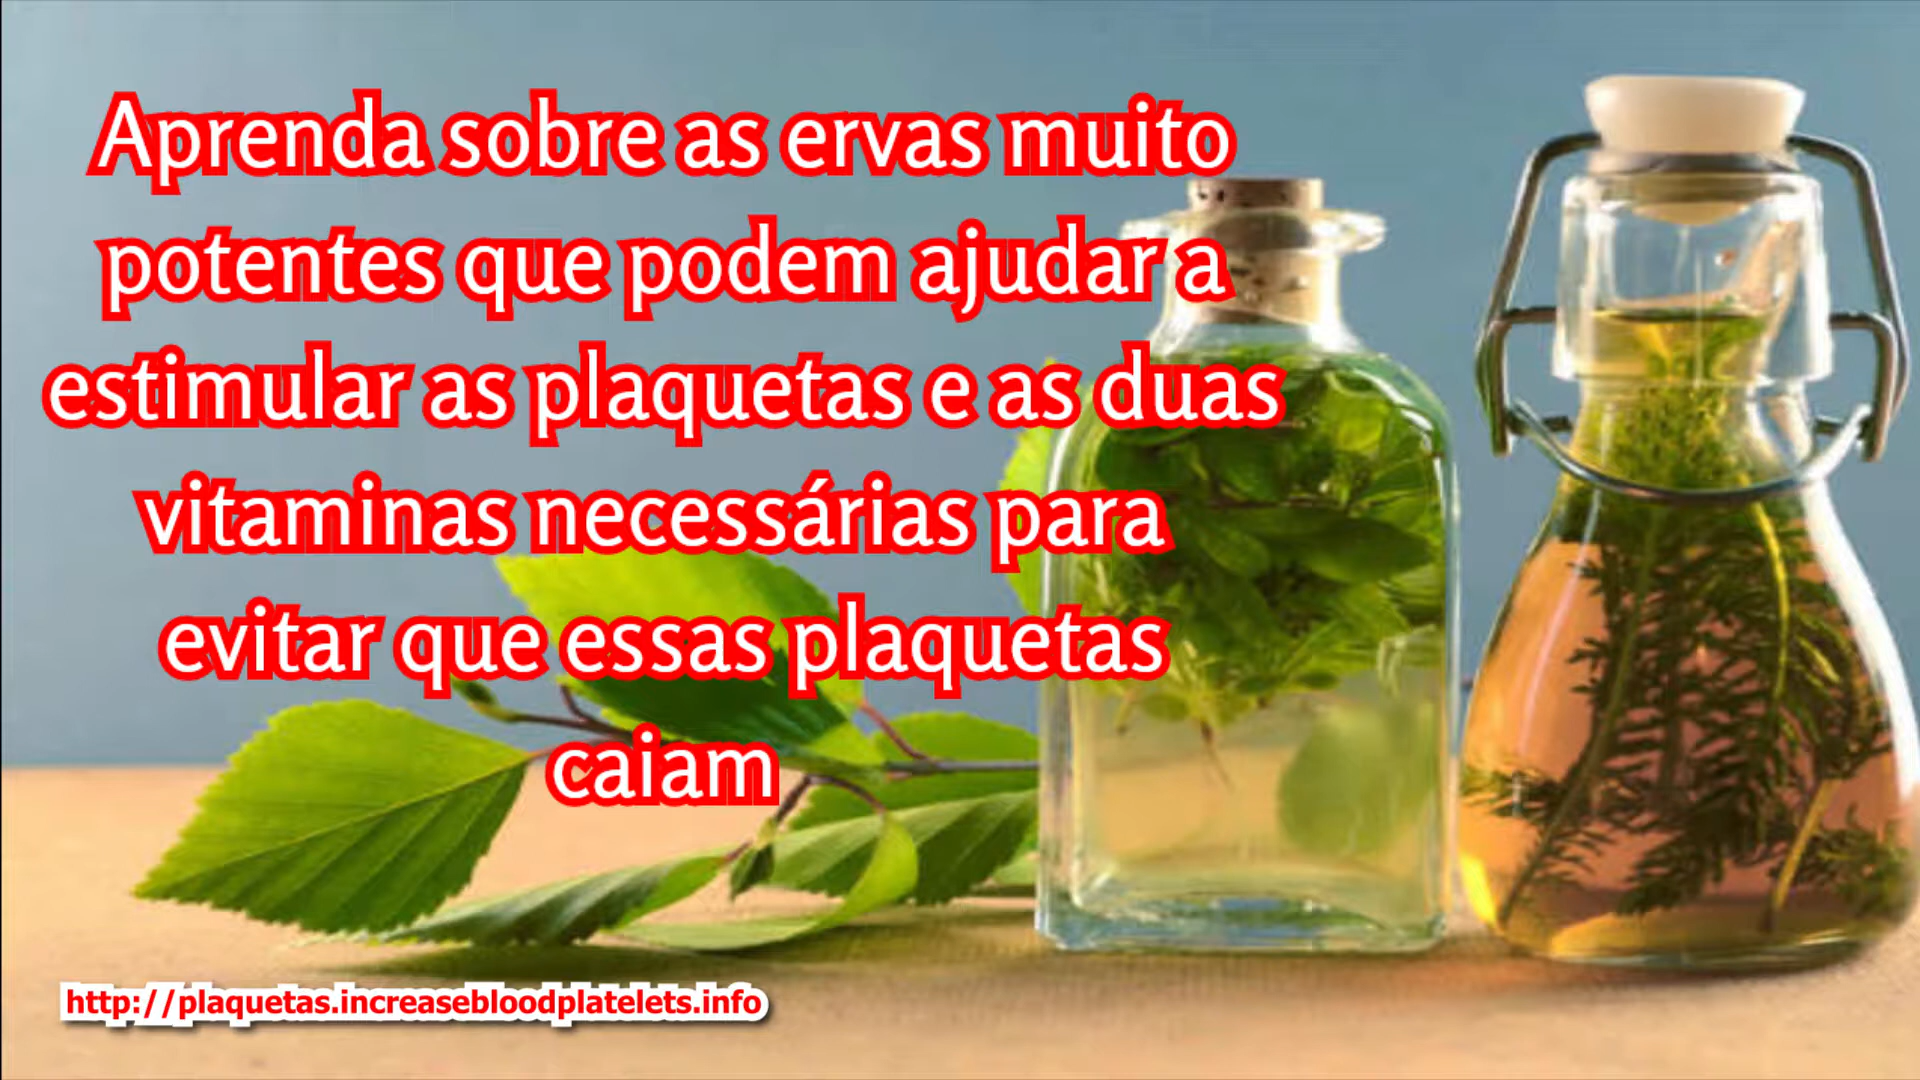 Aprenda sobre as ervas muito
potentes que podem ajudar a
estimular as plaquetas e as duas
vitaminas necessárias para
evitar que essas plaquetas
caiam
http://plaquetas.increasebloodplatelets.info